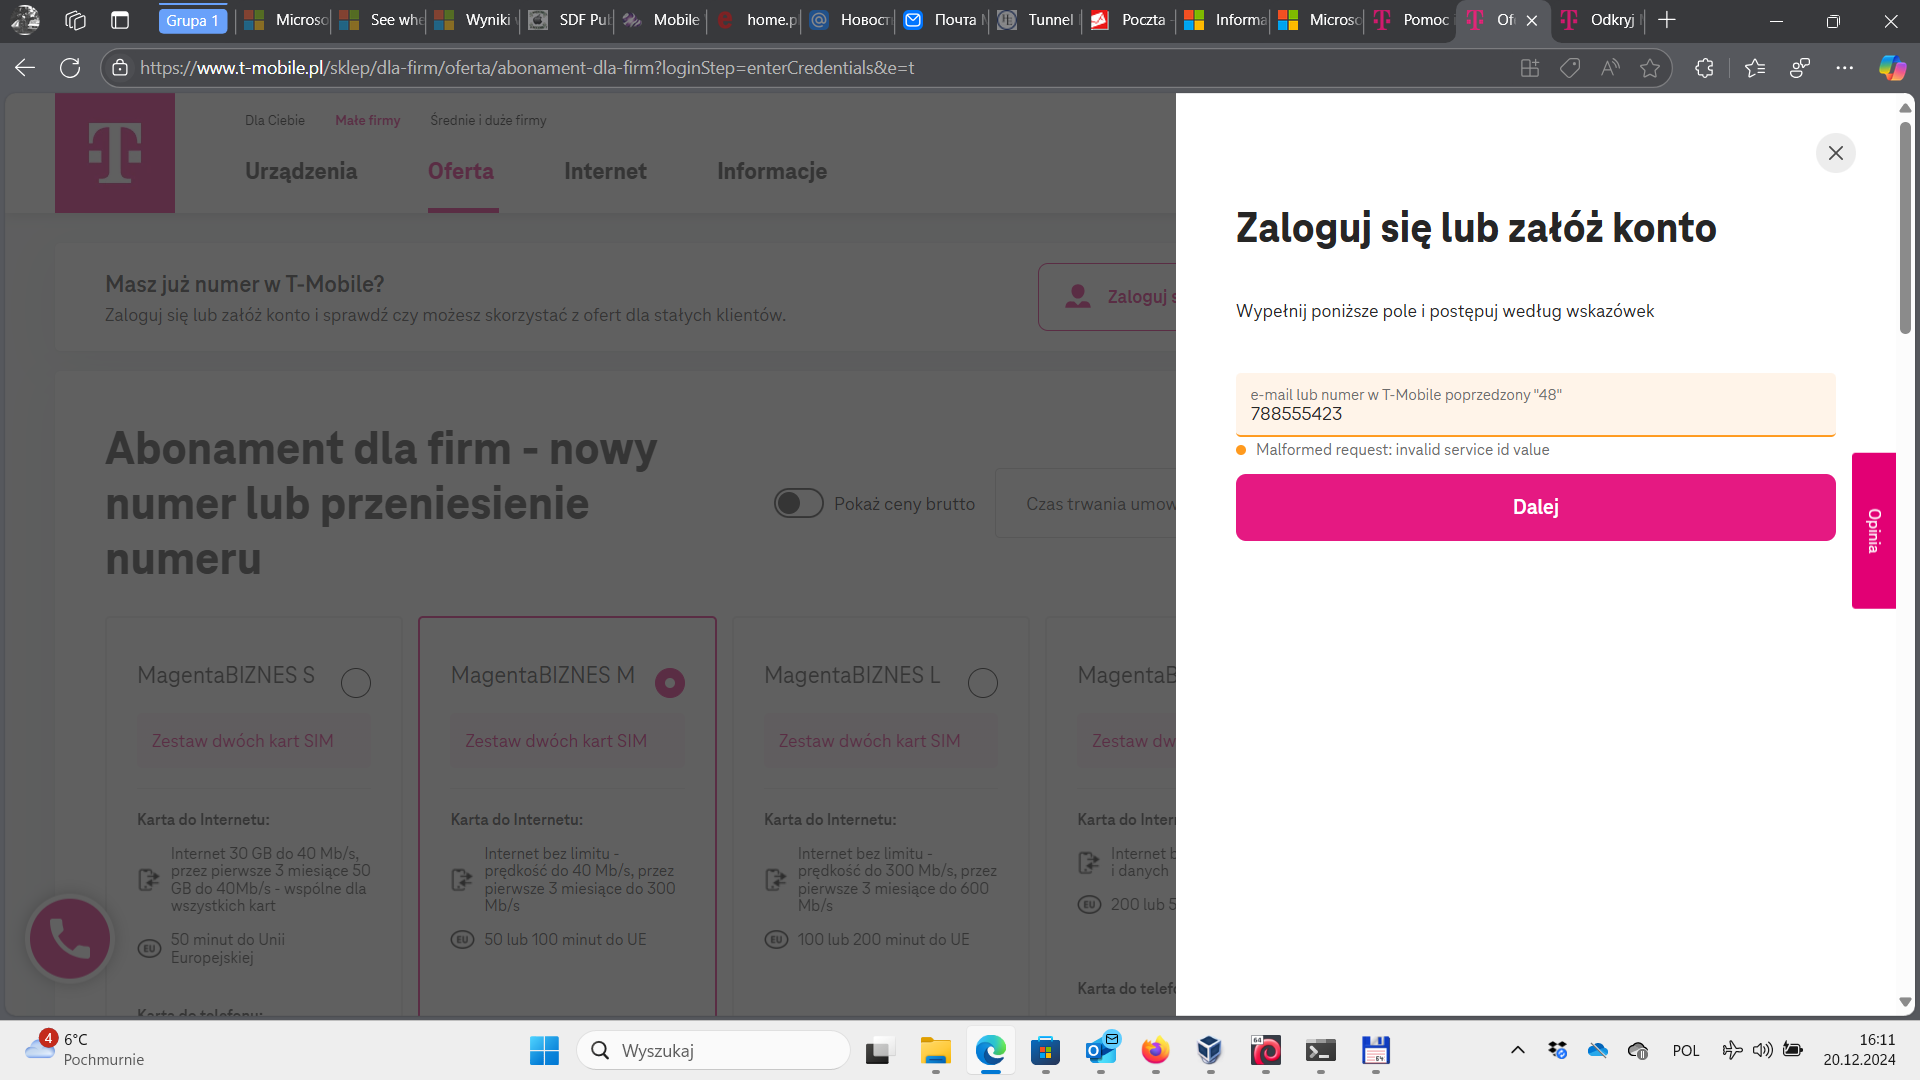 Grupa 1
Microso
See whe
Wyniki
SDF Pub
Mobile
home.p
Новост
Почта
Tunnel
Poczta -
Informa
Microso
Pomoc
Of
Odkryj
https://www.t-mobile.pl/sklep/dla-firm/oferta/abonament-dla-firm?loginStep=enterCredentials&e=t
Dla Ciebie
Małe firmy
Średnie i duże firmy
Urządzenia
Oferta
Internet
Informacje
Masz już numer w T-Mobile?
Zaloguj się lub załóż konto i sprawdź czy możesz skorzystać z ofert dla stałych klientów.
Zaloguj s
Abonament dla firm - nowy
numer lub przeniesienie
numeru
Pokaż ceny brutto
Czas trwania umow
MagentaBIZNES S
Zestaw dwóch kart SIM
Karta do Internetu:
Internet 30 GB do 40 Mb/s,
przez pierwsze 3 miesiące 50
GB do 40Mb/s - wspólne dla
wszystkich kart
EU
50 minut do Unii
Europejskiej
Karta do telefonu:
MagentaBIZNES M
Zestaw dwóch kart SIM
Karta do Internetu:
Internet bez limitu -
prędkość do 40 Mb/s, przez
pierwsze 3 miesiące do 300
Mb/s
EU
50 lub 100 minut do UE
MagentaBIZNES L
Zestaw dwóch kart SIM
Karta do Internetu:
Internet bez limitu -
prędkość do 300 Mb/s, przez
pierwsze 3 miesiące do 600
Mb/s
EU
100 lub 200 minut do UE
MagentaB
Zestaw dw
Karta do Inter
Internet b
i danych
EU
200 lub 5
Karta do telef
Zaloguj się lub załóż konto
Wypełnij poniższe pole i postępuj według wskazówek
e-mail lub numer w T-Mobile poprzedzony "48"
788555423
Malformed request: invalid service id value
Dalej
Opinia
4
6°C
Pochmurnie
Wyszukaj
64
64
POL
16:11
20.12.2024